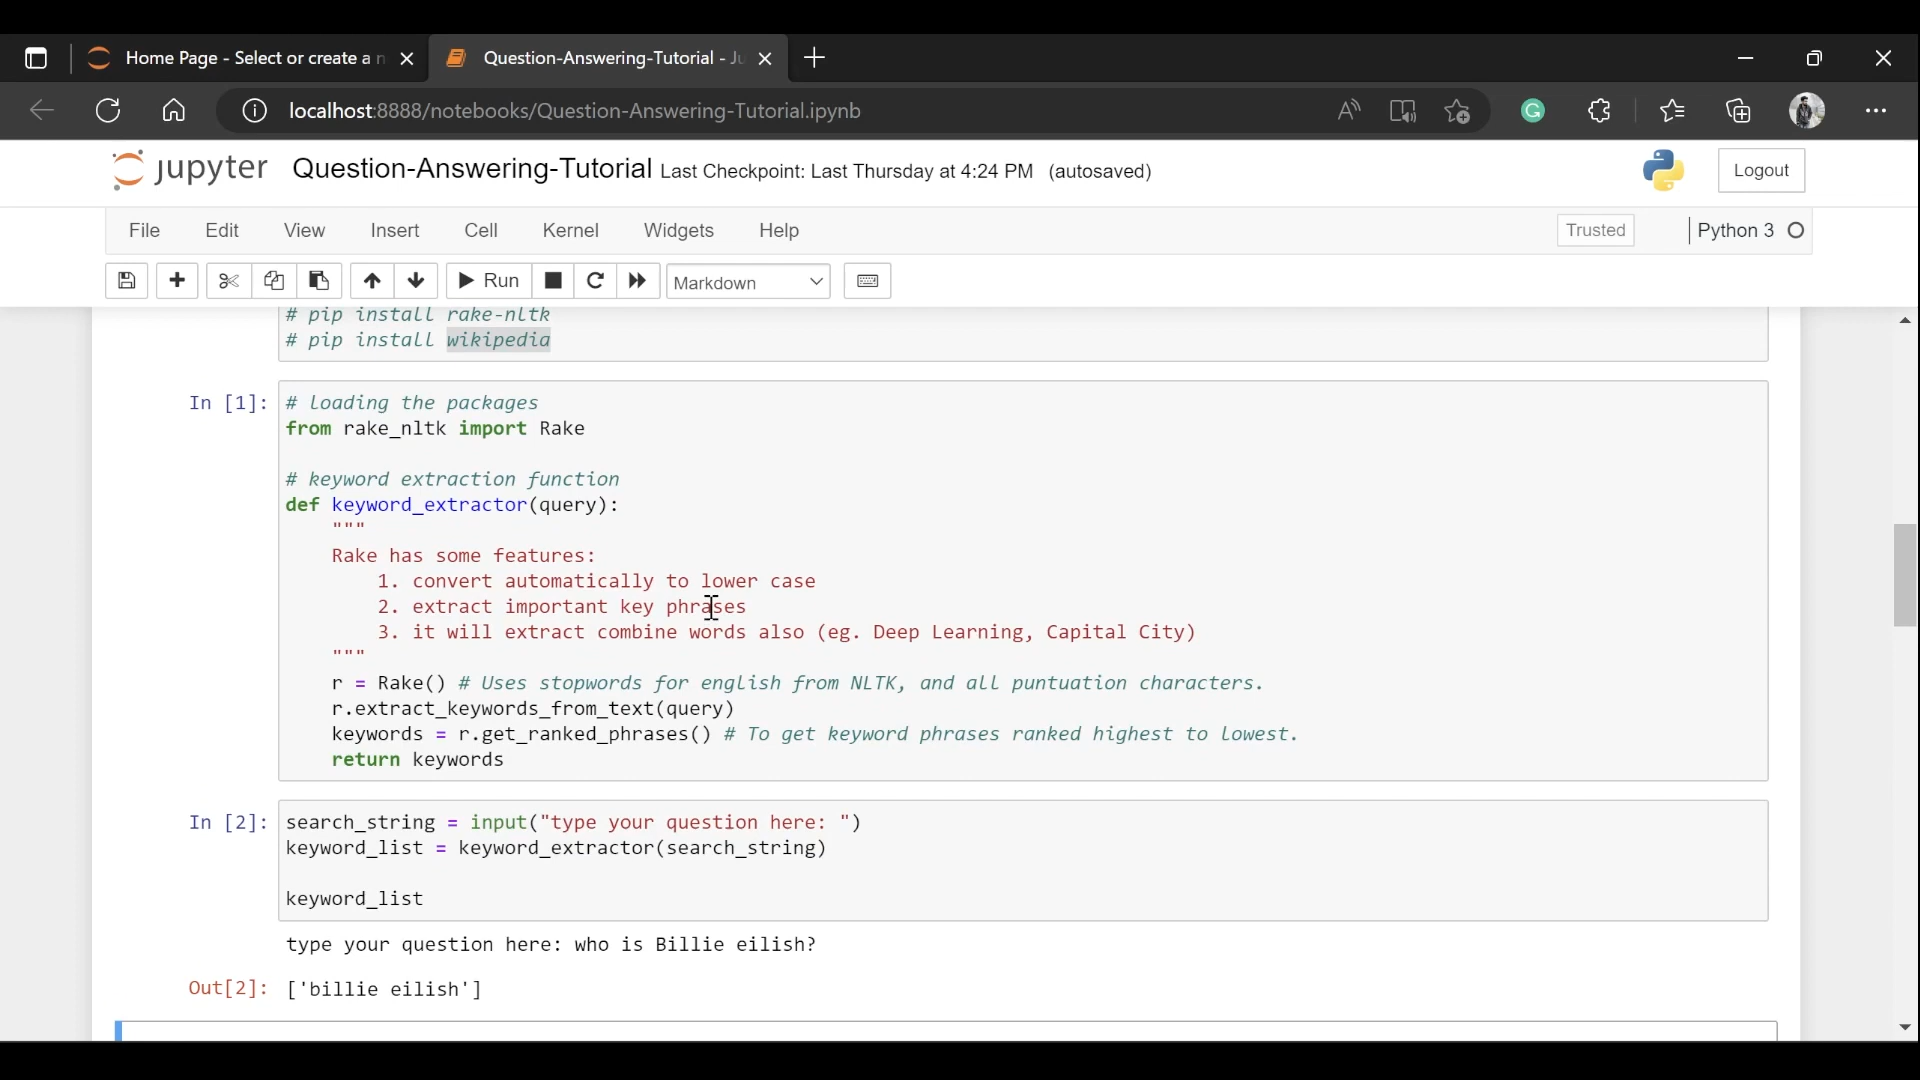 Home Page - Select or create a n
Question-Answering-Tutorial - Ju
localhost:8888/notebooks/Question-Answering-Tutorial.ipynb
jupyter Question-Answering-Tutorial Last Checkpoint: Last Thursday at 4:24 PM (autosaved)
Logout
File Edit View Insert Cell Kernel Widgets Help Trusted Python 3
Run Markdown
# pip install rake-nltk
# pip install wikipedia
In [1]: # Loading the packages
from rake_nltk import Rake
# keyword extraction function
def keyword_extractor(query):
"""
Rake has some features:
1. convert automatically to lower case
2. extract important key phrases
3. it will extract combine words also (eg. Deep Learning, Capital City)
"""
r = Rake() # Uses stopwords for english from NLTK, and all puntuation characters.
r.extract_keywords_from_text(query)
keywords = r.get_ranked_phrases() # To get keyword phrases ranked highest to lowest.
return keywords
In [2]: search_string = input("type your question here: ")
keyword_list = keyword_extractor(search_string)
keyword_list
type your question here: who is Billie eilish?
Out[2]: ['billie eilish']